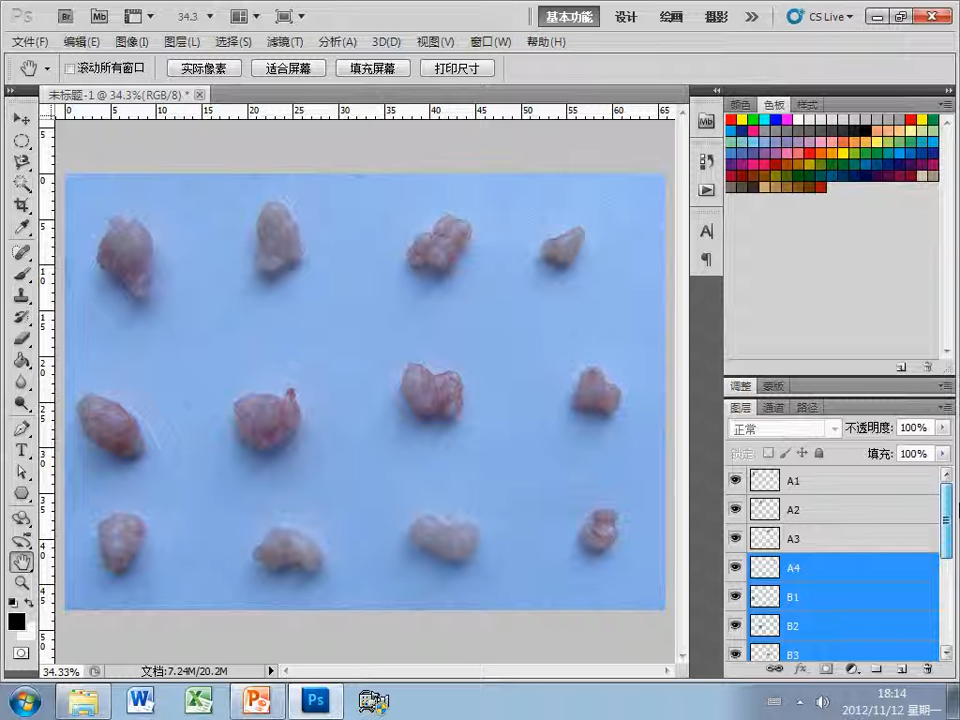 Ps Br Mb 34.3 基本功能 设计 绘画 摄影 CS Live
文件(F) 编辑(E) 图像(I) 图层(L) 选择(S) 滤镜(T) 分析(A) 3D(D) 视图(V) 窗口(W) 帮助(H)
滚动所有窗口 实际像素 适合屏幕 填充屏幕 打印尺寸
未标题-1 @ 34.3%(RGB/8) *
0 5 10 15 20 25 30 35 40 45 50 55 60 65
颜色 色板 样式
调整 蒙版
图层 通道 路径
正常 不透明度: 100%
锁定: 填充: 100%
A1
A2
A3
A4
B1
B2
B3
34.33% 文档:7.24M/20.2M
18:14
2012/11/12 星期一